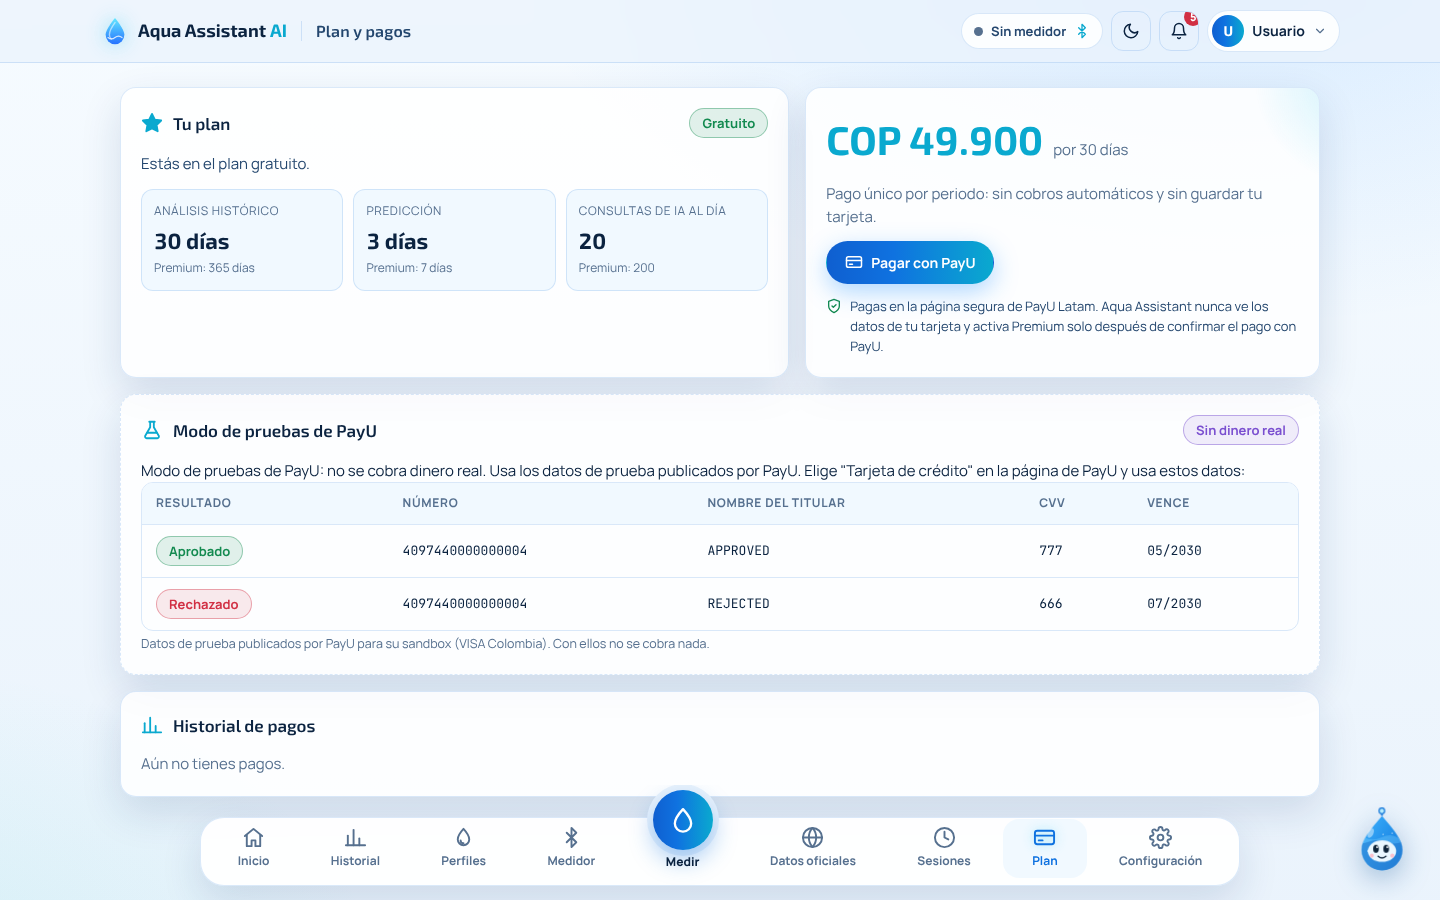 Aqua Assistant AI
Plan y pagos
Sin medidor
5
U
Usuario
Tu plan
Gratuito
Estás en el plan gratuito.
ANÁLISIS HISTÓRICO
30 días
Premium: 365 días
PREDICCIÓN
3 días
Premium: 7 días
CONSULTAS DE IA AL DÍA
20
Premium: 200
COP 49.900 por 30 días
Pago único por periodo: sin cobros automáticos y sin guardar tu
tarjeta.
Pagar con PayU
Pagas en la página segura de PayU Latam. Aqua Assistant nunca ve los
datos de tu tarjeta y activa Premium solo después de confirmar el pago con
PayU.
Modo de pruebas de PayU
Sin dinero real
Modo de pruebas de PayU: no se cobra dinero real. Usa los datos de prueba publicados por PayU. Elige "Tarjeta de crédito" en la página de PayU y usa estos datos:
RESULTADO NÚMERO NOMBRE DEL TITULAR CVV VENCE
Aprobado 4097440000000004 APPROVED 777 05/2030
Rechazado 4097440000000004 REJECTED 666 07/2030
Datos de prueba publicados por PayU para su sandbox (VISA Colombia). Con ellos no se cobra nada.
Historial de pagos
Aún no tienes pagos.
Inicio
Historial
Perfiles
Medidor
Medir
Datos oficiales
Sesiones
Plan
Configuración